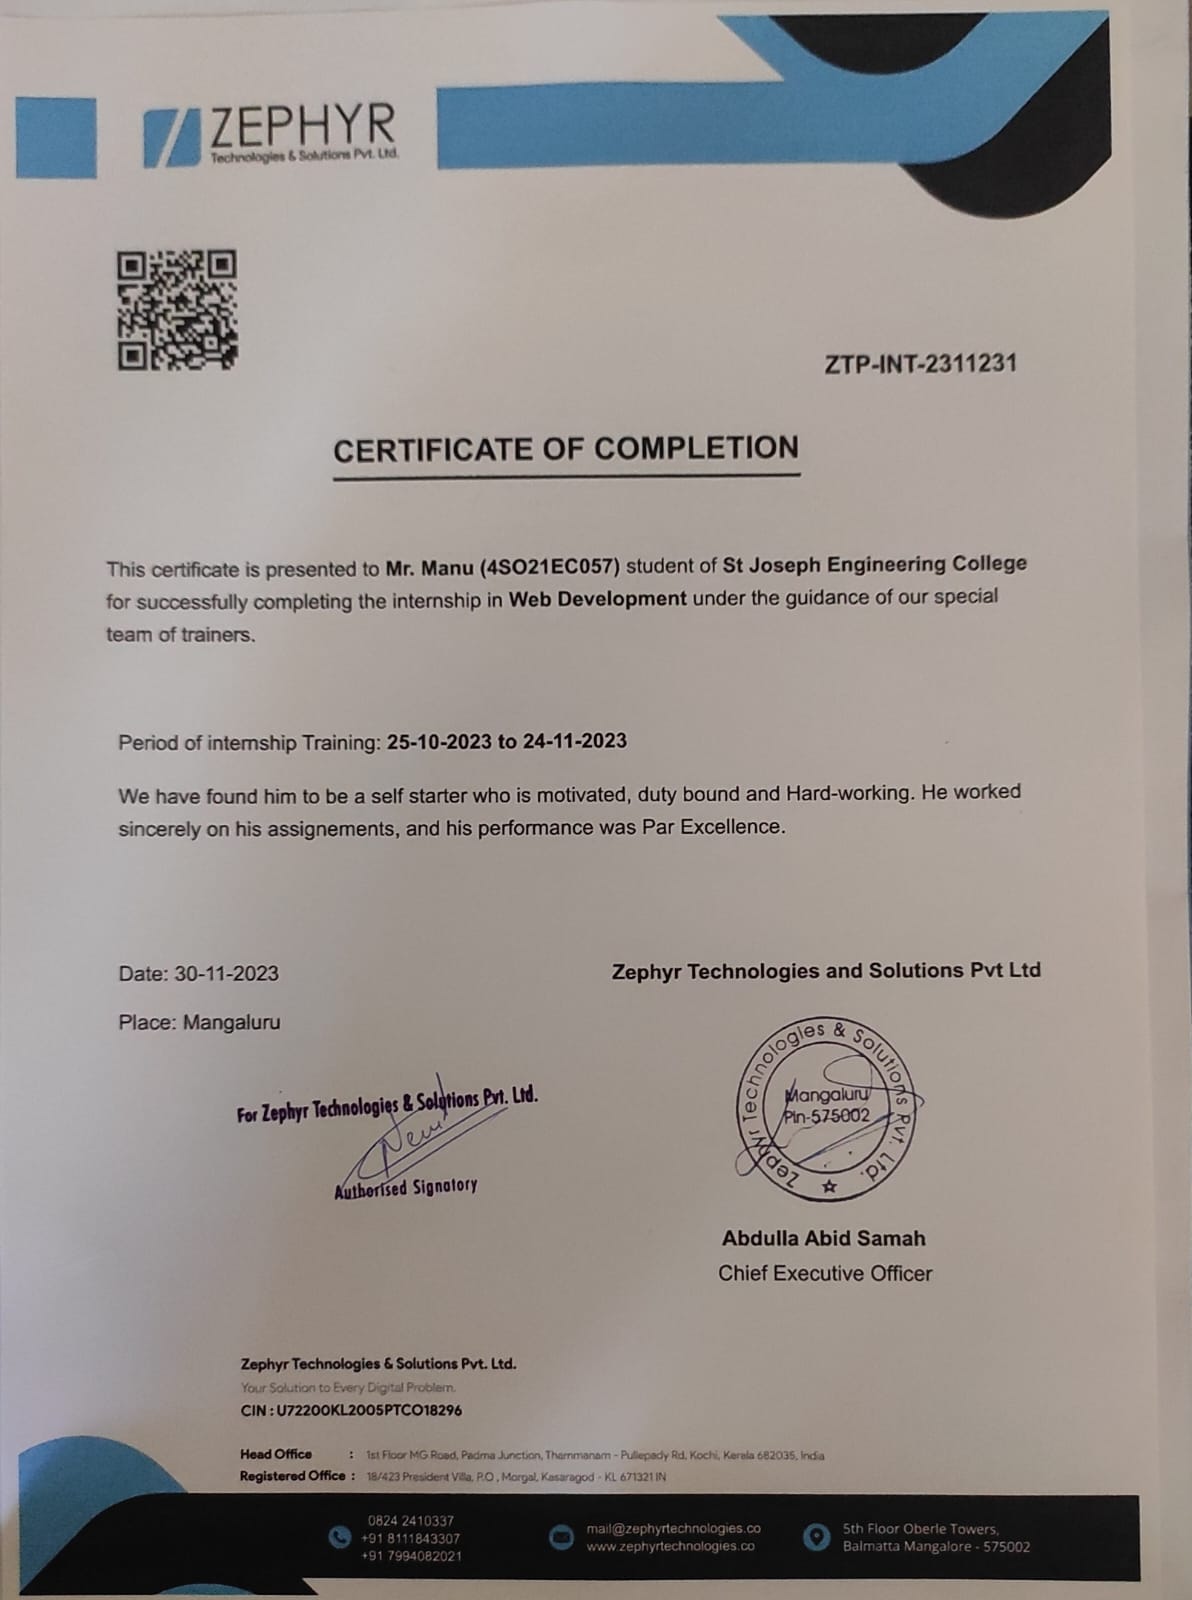 ZEPHYR
Technologies & Solutions Pvt. Ltd.
ZTP-INT-2311231
CERTIFICATE OF COMPLETION
This certificate is presented to Mr. Manu (4SO21EC057) student of St Joseph Engineering College
for successfully completing the internship in Web Development under the guidance of our special
team of trainers.
Period of internship Training: 25-10-2023 to 24-11-2023
We have found him to be a self starter who is motivated, duty bound and Hard-working. He worked
sincerely on his assignements, and his performance was Par Excellence.
Date: 30-11-2023
Zephyr Technologies and Solutions Pvt Ltd
Place: Mangaluru
For Zephyr Technologies & Solutions Pvt. Ltd.
Authorised Signatory
Zephyr Technologies & Solutions Pvt. Ltd.
Mangaluru
Pin-575002
Abdulla Abid Samah
Chief Executive Officer
Zephyr Technologies & Solutions Pvt. Ltd.
Your Solution to Every Digital Problem.
CIN : U72200KL2005PTC018296
Head Office : 1st Floor MG Road, Padma Junction, Thammanam - Pullepady Rd, Kochi, Kerala 682035, India
Registered Office : 18/423 President Villa, P.O , Morgal, Kasaragod - KL 671321 IN
0824 2410337
+91 8111843307
+91 7994082021
mail@zephyrtechnologies.co
www.zephyrtechnologies.co
5th Floor Oberle Towers,
Balmatta Mangalore - 575002